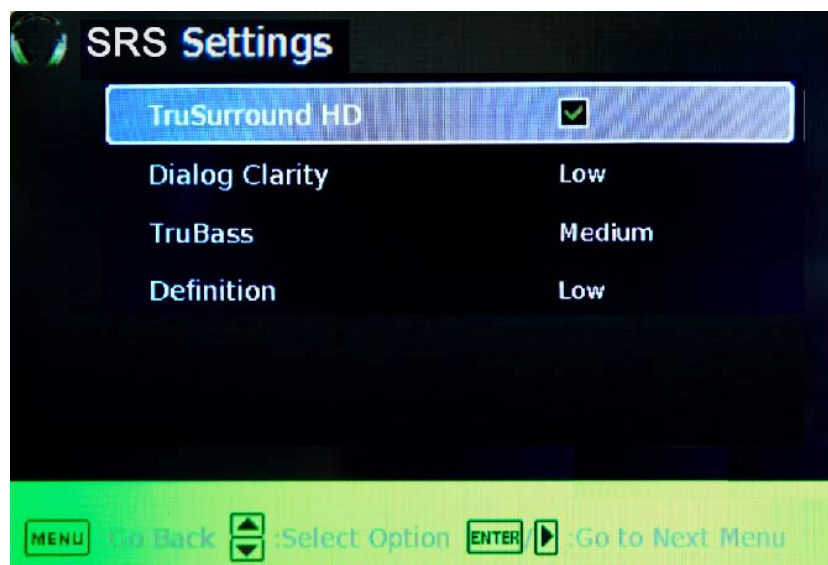 SRS Settings
TruSurround HD
Dialog Clarity Low
TruBass Medium
Definition Low
MENU Go Back :Select Option ENTER/ :Go to Next Menu